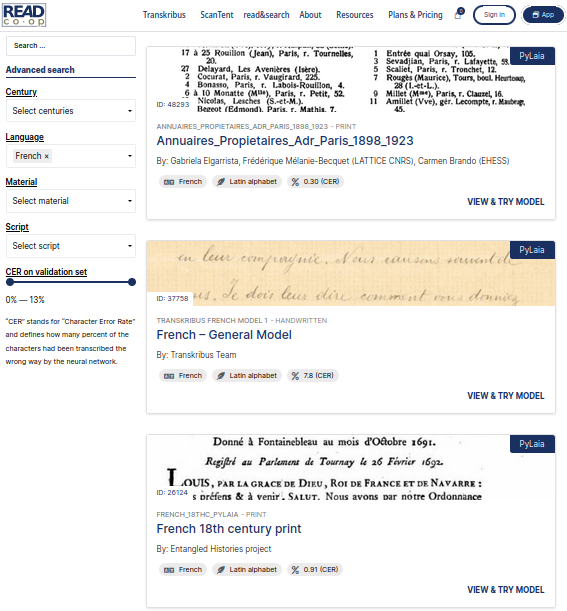 READ
CO·OP
Transkribus
ScanTent
read&search
About
Resources
Plans & Pricing
0
Sign in
App
Search ...
Advanced search
Century
Select centuries
Language
French ×
Material
Select material
Script
Select script
CER on validation set
0% — 13%
"CER" stands for "Character Error Rate"
and defines how many percent of the
characters had been transcribed the
wrong way by the neural network.
PyLaia
17 à 25 Rouillon (Jean), Paris, r. Tournelles,
20.
27 Delayard, Les Avenières (Isère).
2 Cocurat, Paris, r. Vaugirard, 225.
4 Bonasso, Paris, r. Labois-Rouillon, 4.
6 à 10 Monatte (Mlle), Paris, r. Petit, 52.
Nicolas, Lesches (S.-et-M.).
Begeot (Edmond), Paris, r. Mathis, 7.
1 Entrée quai Orsay, 105.
3 Sevadjian, Paris, r. Lafayette, 53.
5 Scaliet, Paris, r. Tronchet, 12.
7 Rougès (Maurice), Tours, boul. Heurteloup,
28 (I.-et-L.).
9 Millet (Mme), Paris, r. Clauzel, 16.
11 Amillet (Vve), gér. Lecompte, r. Maubeuge,
45.
ID: 48293
ANNUAIRES_PROPIETAIRES_ADR_PARIS_1898_1923 - PRINT
Annuaires_Propietaires_Adr_Paris_1898_1923
By: Gabriela Elgarrista, Frédérique Mélanie-Becquet (LATTICE CNRS), Carmen Brando (EHESS)
French
Latin alphabet
0.30 (CER)
VIEW & TRY MODEL
PyLaia
en leur compagnie. Nous causons souvent de
us. Je dois leur dire comment vous donniez
ID: 37758
TRANSKRIBUS FRENCH MODEL 1 - HANDWRITTEN
French – General Model
By: Transkribus Team
French
Latin alphabet
7.8 (CER)
VIEW & TRY MODEL
PyLaia
Donné à Fontainebleau au mois d'Octobre 1691.
Registré au Parlement de Tournay le 26 Février 1692.
LOUIS, PAR LA GRACE DE DIEU, ROI DE FRANCE ET DE NAVARRE :
s présens & à venir, SALUT. Nous avons par nôtre Ordonnance
ID: 26124
FRENCH_18THC_PYLAIA - PRINT
French 18th century print
By: Entangled Histories project
French
Latin alphabet
0.91 (CER)
VIEW & TRY MODEL